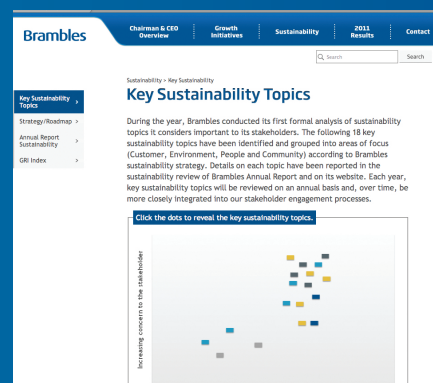 Brambles
Chairman & CEO
Overview
Growth
Initiatives
Sustainability
2011
Results
Contact
Search
Search
Sustainability > Key Sustainability
Key Sustainability Topics
Key Sustainability
Topics >
Strategy/Roadmap >
Annual Report
Sustainability >
GRI Index >
During the year, Brambles conducted its first formal analysis of sustainability
topics it considers important to its stakeholders. The following 18 key
sustainability topics have been identified and grouped into areas of focus
(Customer, Environment, People and Community) according to Brambles
sustainability strategy. Details on each topic have been reported in the
sustainability review of Brambles Annual Report and on its website. Each year,
key sustainability topics will be reviewed on an annual basis and, over time, be
more closely integrated into our stakeholder engagement processes.
Click the dots to reveal the key sustainability topics.
Increasing concern to the stakeholder